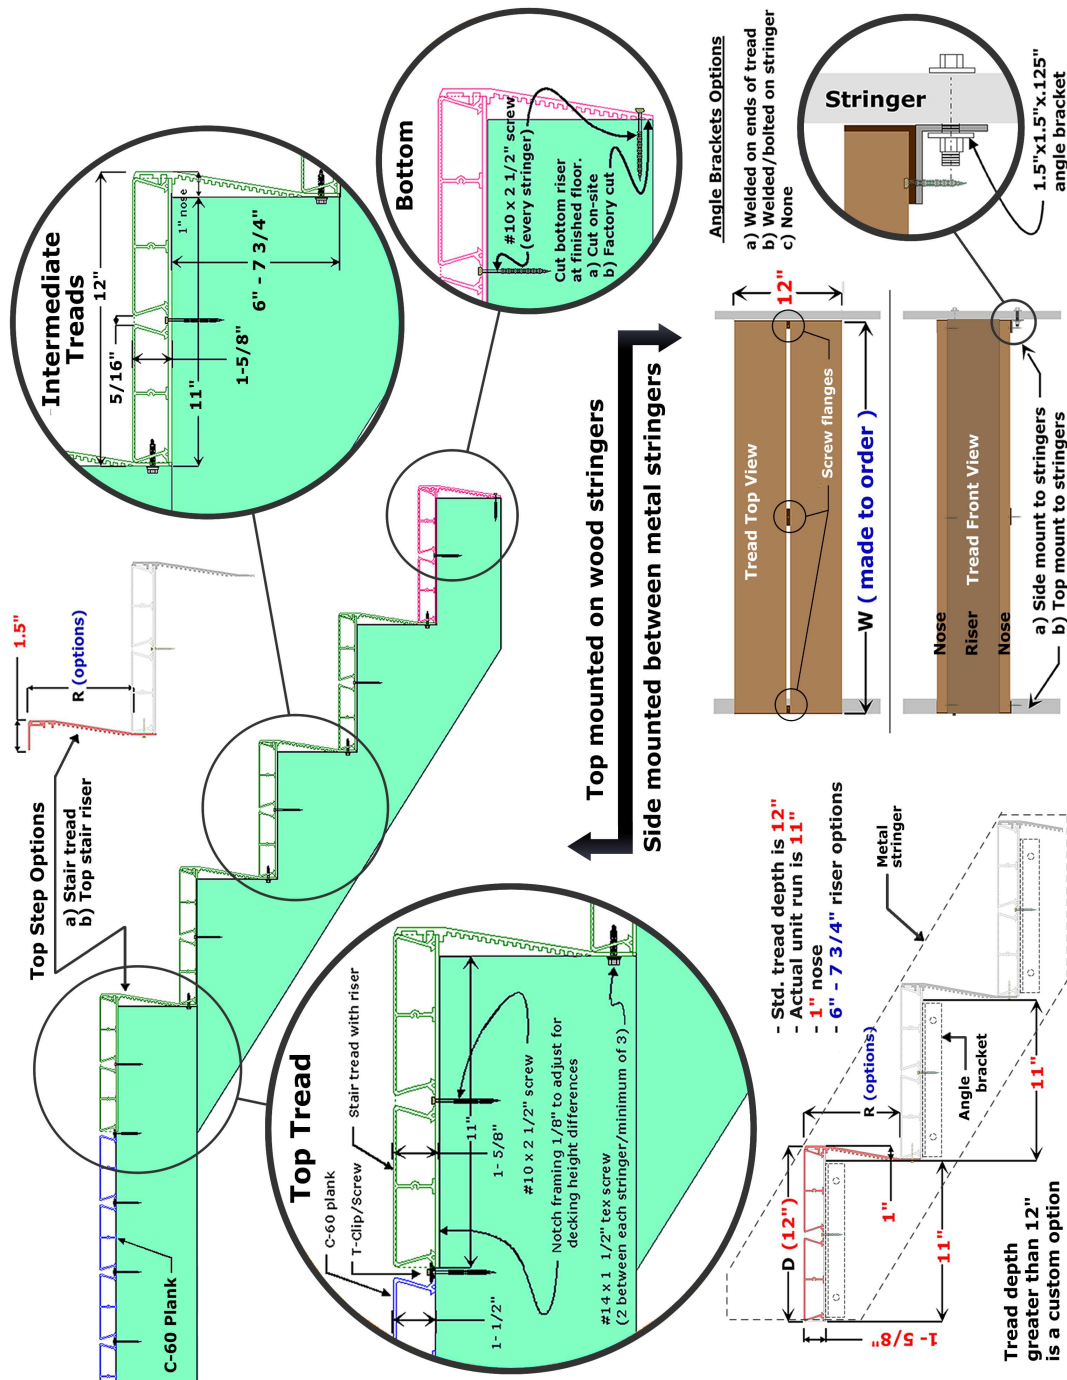 Intermediate
Treads
12"
5/16"
1" nose
11"
6" - 7 3/4"
1-5/8"
Bottom
#10 x 2 1/2" screw
(every stringer)
Cut bottom riser
at finished floor.
a) Cut on-site
b) Factory cut
Angle Brackets Options
a) Welded on ends of tread
b) Welded/bolted on stringer
c) None
Stringer
1.5"x1.5"x.125"
angle bracket
1.5"
R (options)
Top Step Options
a) Stair tread
b) Top stair riser
C-60 Plank
Top mounted on wood stringers
Side mounted between metal stringers
12"
Tread Top View
Screw flanges
W ( made to order )
Nose
Riser
Nose
Tread Front View
a) Side mount to stringers
b) Top mount to stringers
Top Tread
Stair tread with riser
C-60 plank
T-Clip/Screw
11"
1- 5/8"
#10 x 2 1/2" screw
1- 1/2"
Notch framing 1/8" to adjust for
decking height differences
#14 x 1 1/2" tex screw
(2 between each stringer/minimum of 3)
- Std. tread depth is 12"
- Actual unit run is 11"
- 1" nose
- 6" - 7 3/4" riser options
Metal
stringer
R (options)
D (12")
Angle
bracket
11"
1"
11"
1- 5/8"
Tread depth
greater than 12"
is a custom option